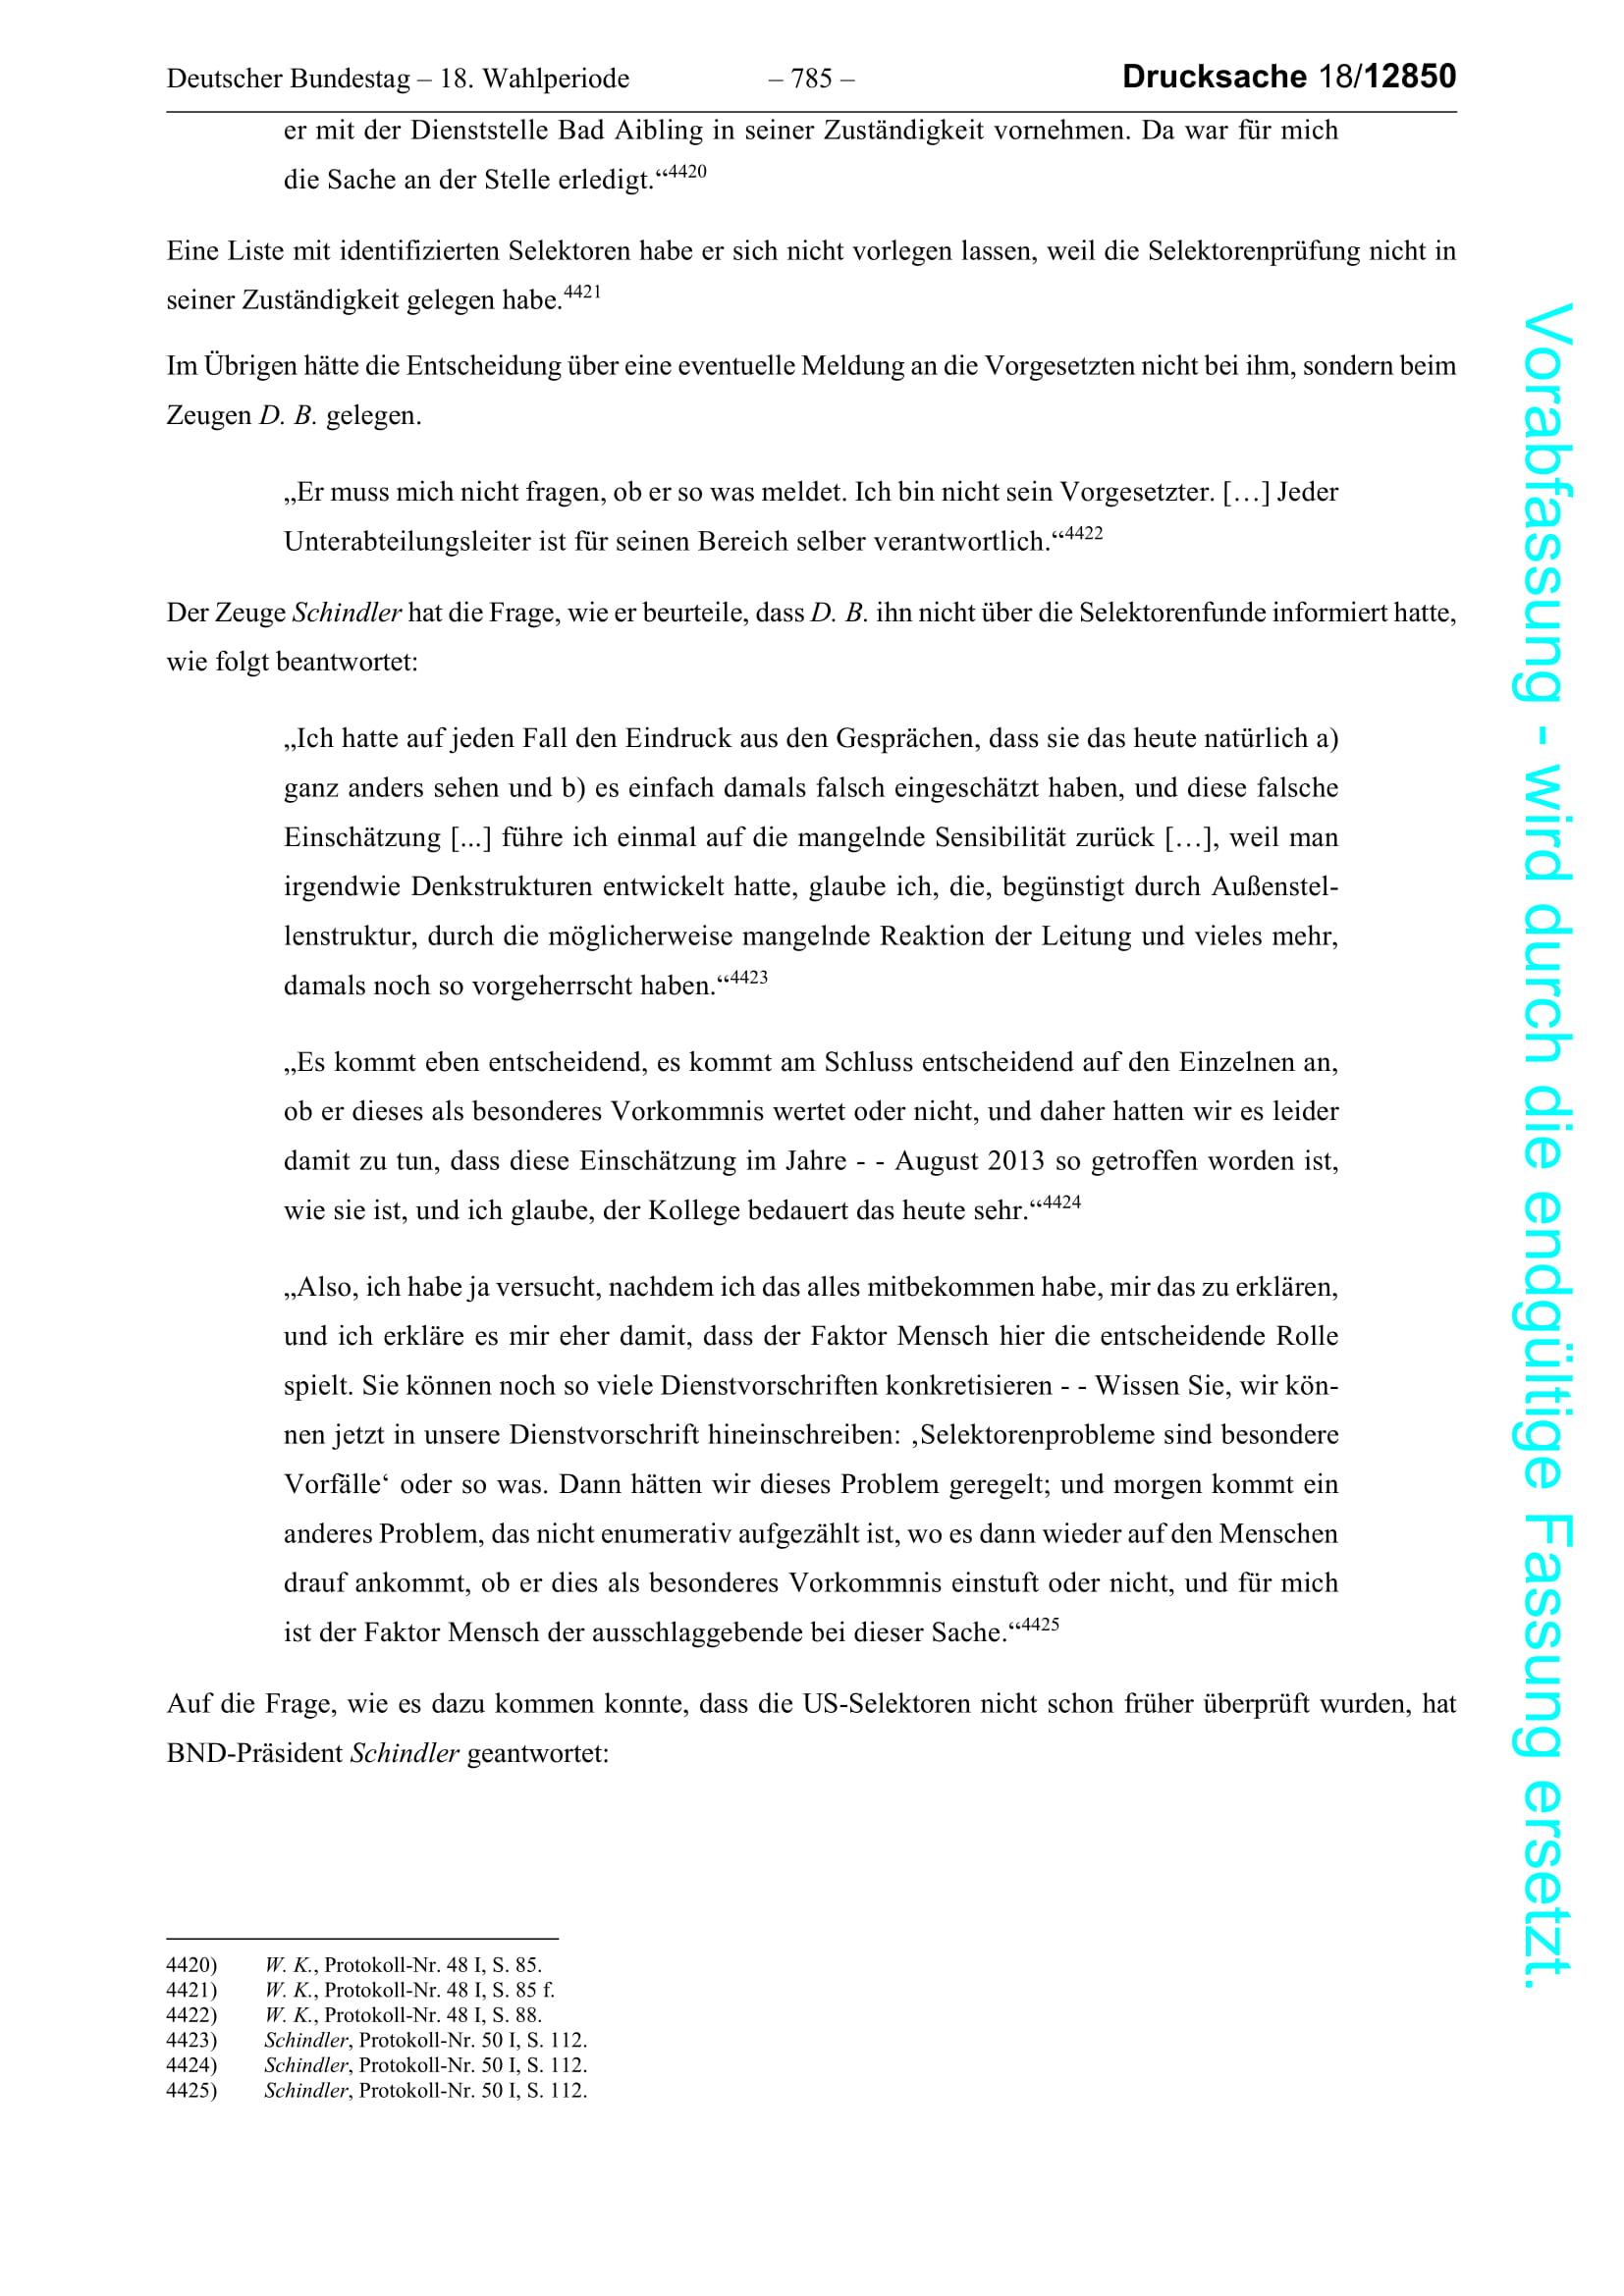 Deutscher Bundestag – 18. Wahlperiode – 785 – Drucksache 18/12850
er mit der Dienststelle Bad Aibling in seiner Zuständigkeit vornehmen. Da war für mich
die Sache an der Stelle erledigt.“4420
Eine Liste mit identifizierten Selektoren habe er sich nicht vorlegen lassen, weil die Selektorenprüfung nicht in
seiner Zuständigkeit gelegen habe.4421
Im Übrigen hätte die Entscheidung über eine eventuelle Meldung an die Vorgesetzten nicht bei ihm, sondern beim
Zeugen D. B. gelegen.
„Er muss mich nicht fragen, ob er so was meldet. Ich bin nicht sein Vorgesetzter. […] Jeder
Unterabteilungsleiter ist für seinen Bereich selber verantwortlich.“4422
Der Zeuge Schindler hat die Frage, wie er beurteile, dass D. B. ihn nicht über die Selektorenfunde informiert hatte,
wie folgt beantwortet:
„Ich hatte auf jeden Fall den Eindruck aus den Gesprächen, dass sie das heute natürlich a)
ganz anders sehen und b) es einfach damals falsch eingeschätzt haben, und diese falsche
Einschätzung [...] führe ich einmal auf die mangelnde Sensibilität zurück […], weil man
irgendwie Denkstrukturen entwickelt hatte, glaube ich, die, begünstigt durch Außenstel-
lenstruktur, durch die möglicherweise mangelnde Reaktion der Leitung und vieles mehr,
damals noch so vorgeherrscht haben.“4423
„Es kommt eben entscheidend, es kommt am Schluss entscheidend auf den Einzelnen an,
ob er dieses als besonderes Vorkommnis wertet oder nicht, und daher hatten wir es leider
damit zu tun, dass diese Einschätzung im Jahre - - August 2013 so getroffen worden ist,
wie sie ist, und ich glaube, der Kollege bedauert das heute sehr.“4424
„Also, ich habe ja versucht, nachdem ich das alles mitbekommen habe, mir das zu erklären,
und ich erkläre es mir eher damit, dass der Faktor Mensch hier die entscheidende Rolle
spielt. Sie können noch so viele Dienstvorschriften konkretisieren - - Wissen Sie, wir kön-
nen jetzt in unsere Dienstvorschrift hineinschreiben: ‚Selektorenprobleme sind besondere
Vorfälle‘ oder so was. Dann hätten wir dieses Problem geregelt; und morgen kommt ein
anderes Problem, das nicht enumerativ aufgezählt ist, wo es dann wieder auf den Menschen
drauf ankommt, ob er dies als besonderes Vorkommnis einstuft oder nicht, und für mich
ist der Faktor Mensch der ausschlaggebende bei dieser Sache.“4425
Auf die Frage, wie es dazu kommen konnte, dass die US-Selektoren nicht schon früher überprüft wurden, hat
BND-Präsident Schindler geantwortet:
4420) W. K., Protokoll-Nr. 48 I, S. 85.
4421) W. K., Protokoll-Nr. 48 I, S. 85 f.
4422) W. K., Protokoll-Nr. 48 I, S. 88.
4423) Schindler, Protokoll-Nr. 50 I, S. 112.
4424) Schindler, Protokoll-Nr. 50 I, S. 112.
4425) Schindler, Protokoll-Nr. 50 I, S. 112.
Vorabfassung - wird durch die endgültige Fassung ersetzt.